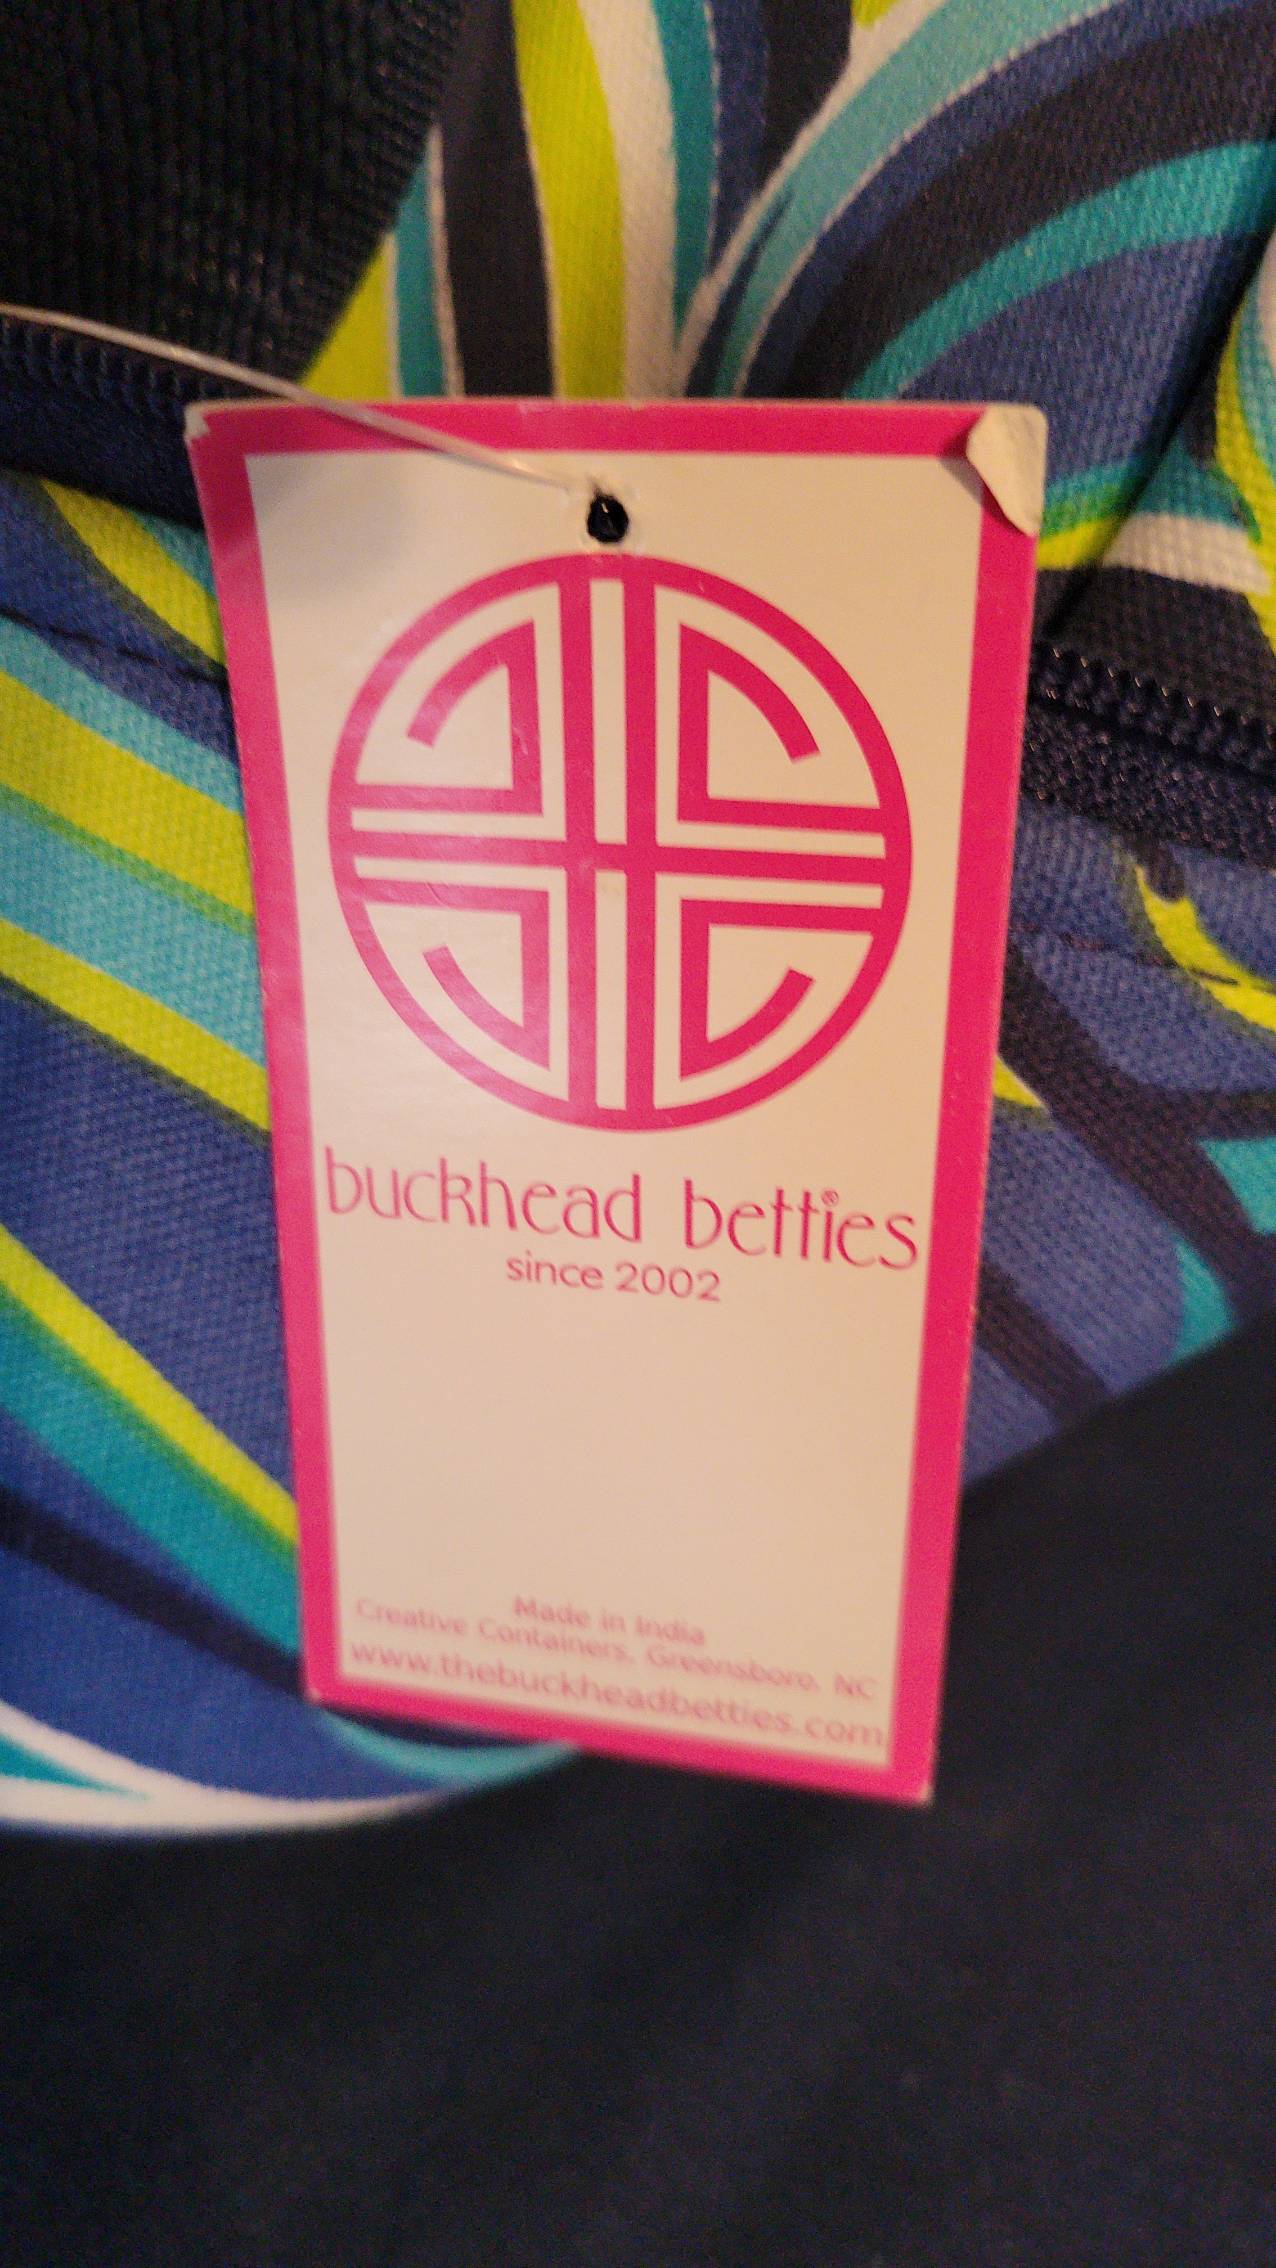 buckhead betties®
since 2002
Made in India
Creative Containers, Greensboro, NC
www.thebuckheadbetties.com